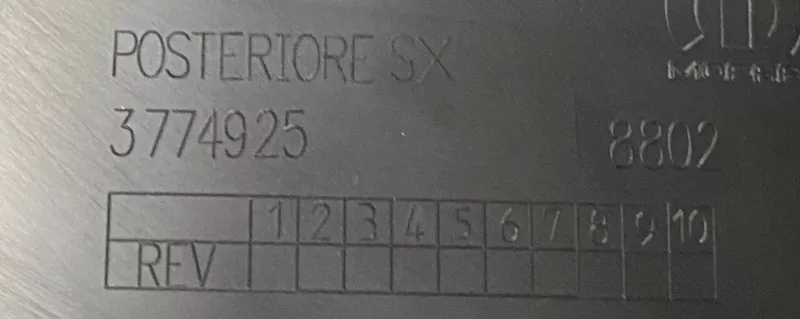 POSTERIORE SX
3774925 8802
1 2 3 4 5 6 7 8 9 10
REV